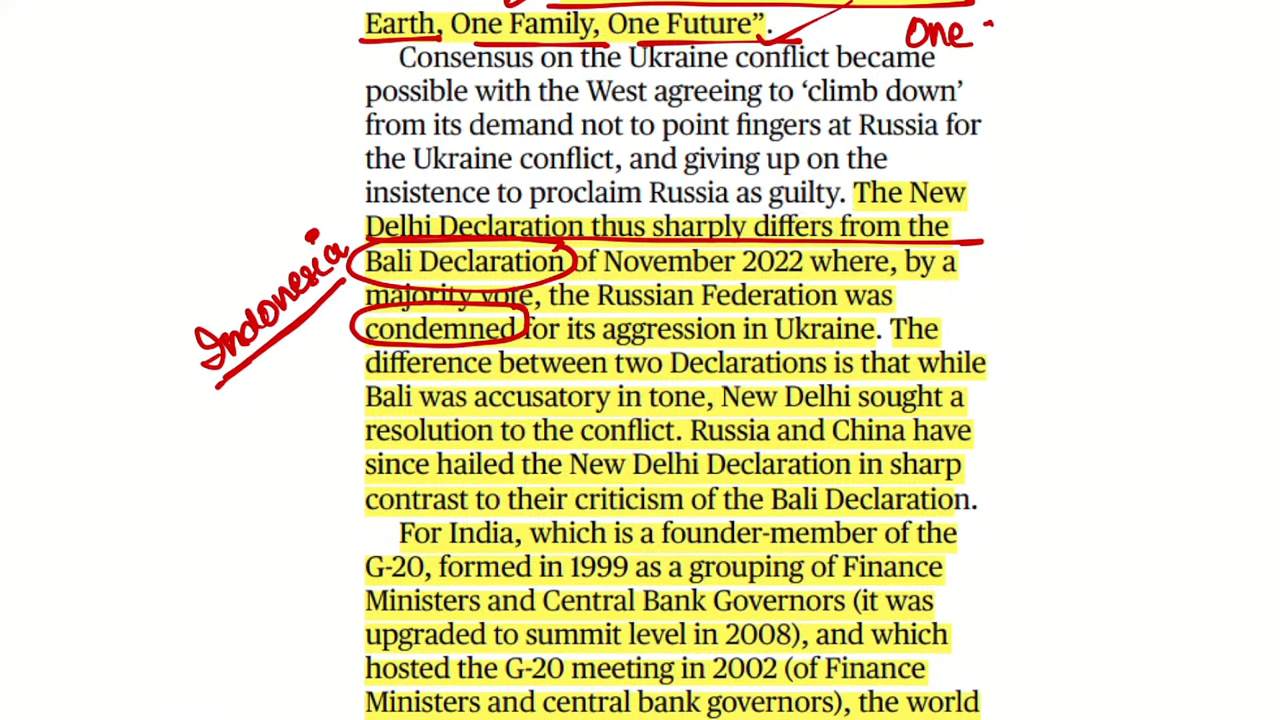 Earth, One Family, One Future”.
One
Consensus on the Ukraine conflict became
possible with the West agreeing to ‘climb down’
from its demand not to point fingers at Russia for
the Ukraine conflict, and giving up on the
insistence to proclaim Russia as guilty. The New
Delhi Declaration thus sharply differs from the
Indonesia
Bali Declaration of November 2022 where, by a
majority vote, the Russian Federation was
condemned for its aggression in Ukraine. The
difference between two Declarations is that while
Bali was accusatory in tone, New Delhi sought a
resolution to the conflict. Russia and China have
since hailed the New Delhi Declaration in sharp
contrast to their criticism of the Bali Declaration.
For India, which is a founder-member of the
G-20, formed in 1999 as a grouping of Finance
Ministers and Central Bank Governors (it was
upgraded to summit level in 2008), and which
hosted the G-20 meeting in 2002 (of Finance
Ministers and central bank governors), the world